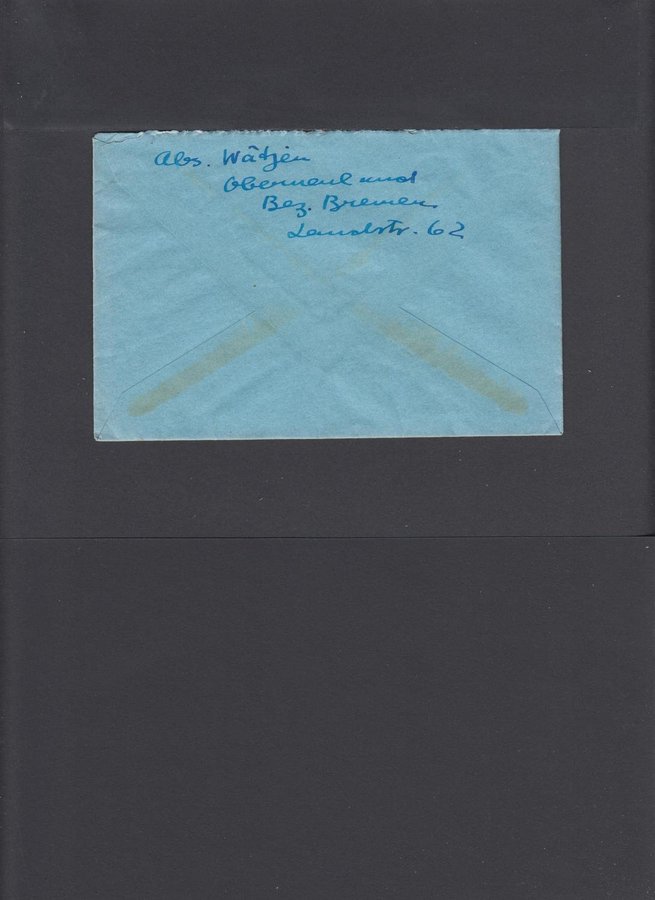 Abs. Wätjen
Oberneuland
Bez. Bremen
Landstr. 62